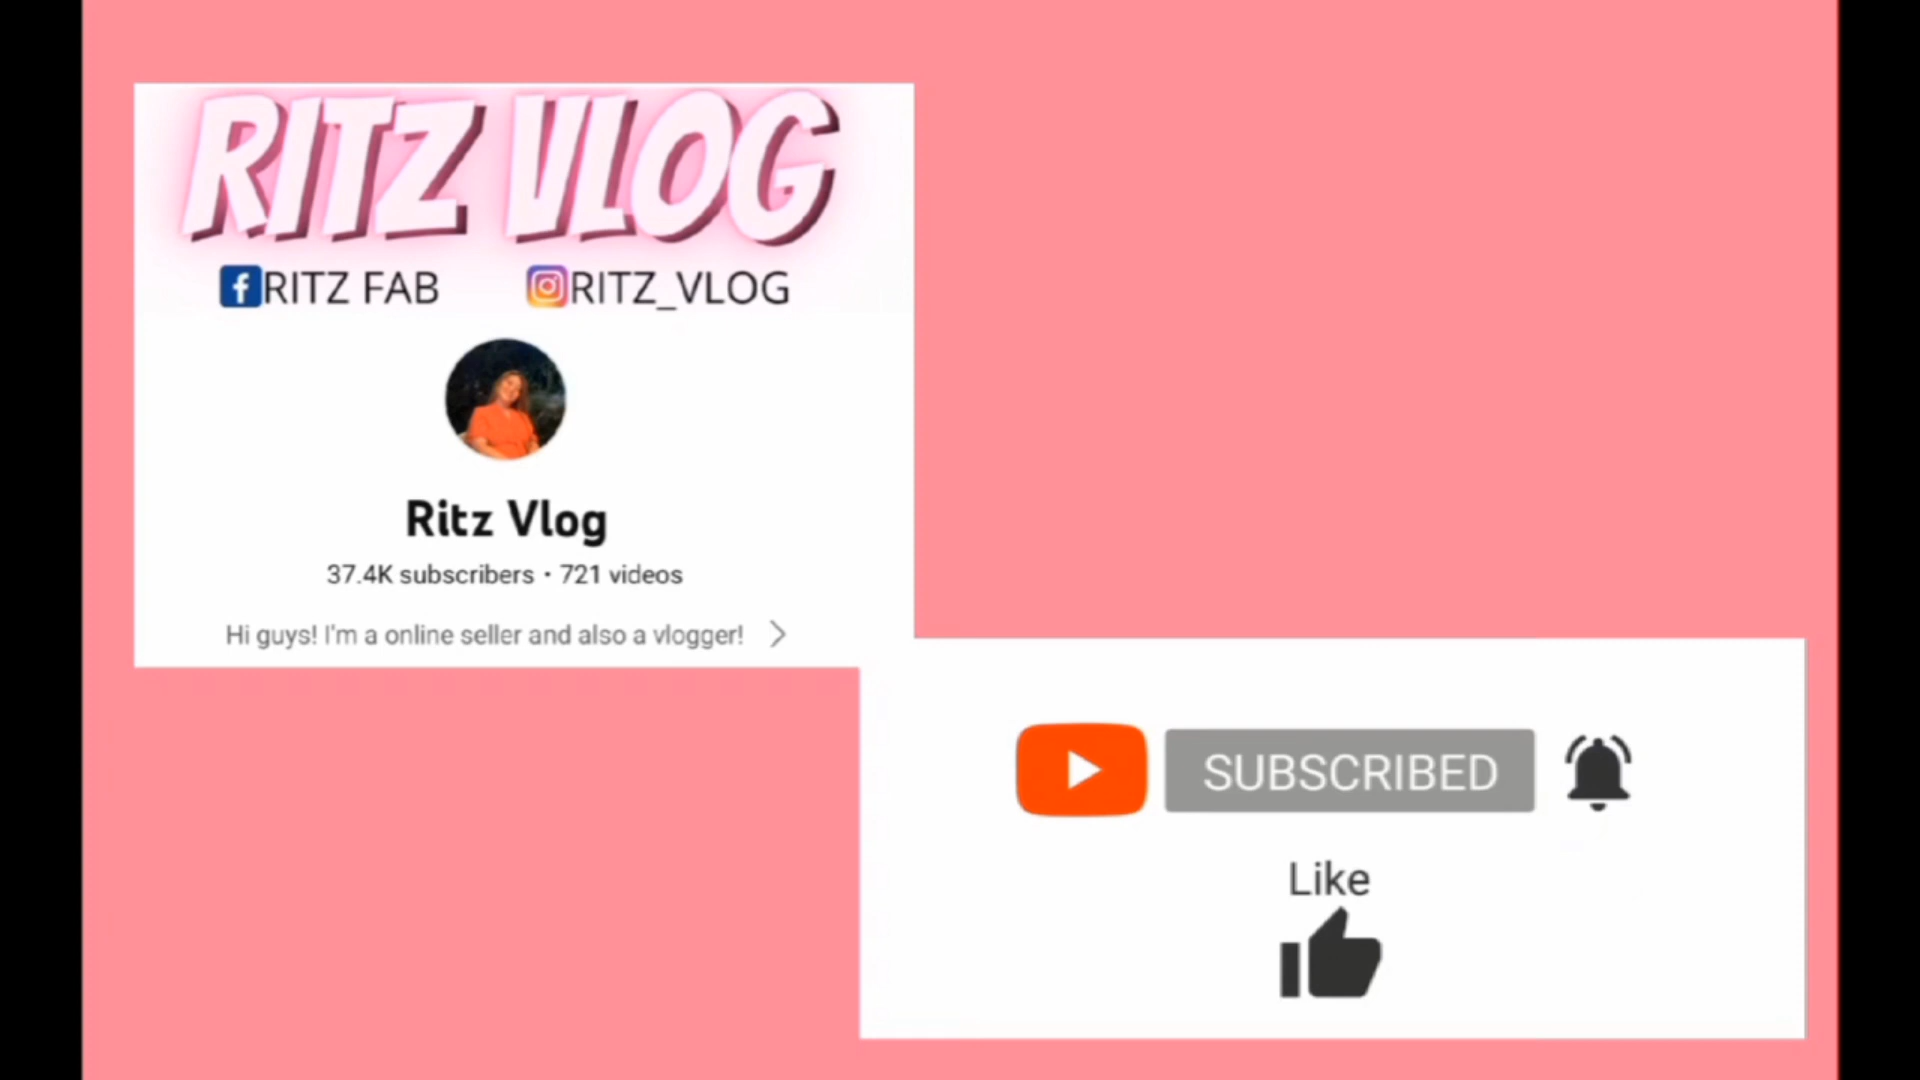 RITZ VLOG
RITZ FAB RITZ_VLOG
Ritz Vlog
37.4K subscribers • 721 videos
Hi guys! I'm a online seller and also a vlogger!
SUBSCRIBED
Like